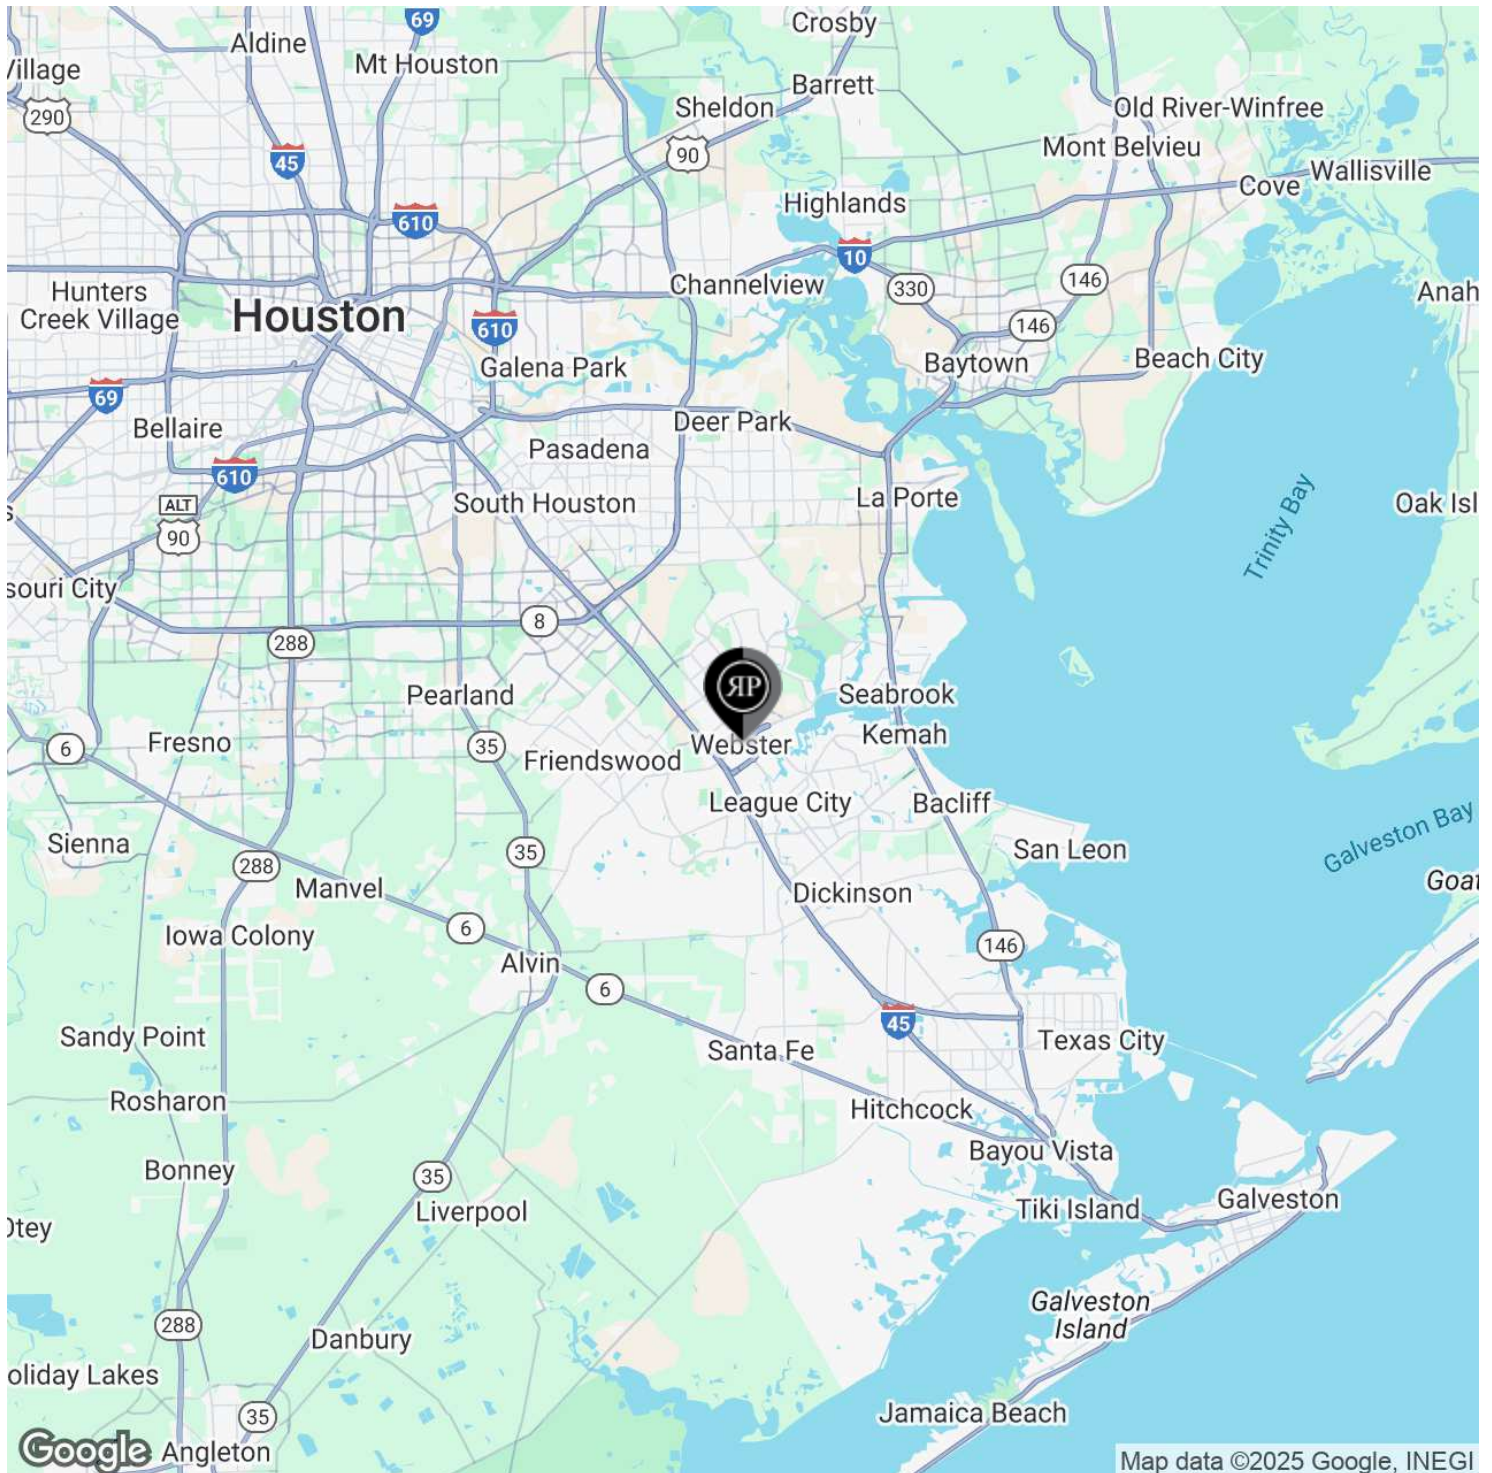 69
Crosby
Aldine
Mt Houston
Village
Barrett
Sheldon
Old River-Winfree
290
Mont Belvieu
45
90
Wallisville
Cove
Highlands
610
10
Channelview
146
330
Hunters
Creek Village
Anah
Houston
610
146
Baytown
Beach City
Galena Park
69
Deer Park
Bellaire
Pasadena
610
La Porte
South Houston
ALT
90
s
Oak Isl
Trinity Bay
souri City
8
288
ЯP
Pearland
Seabrook
Kemah
6
Fresno
35
Webster
Friendswood
League City
Bacliff
Sienna
35
San Leon
Galveston Bay
288
Manvel
Dickinson
Goat
6
Iowa Colony
146
Alvin
6
45
Sandy Point
Santa Fe
Texas City
Rosharon
Hitchcock
Bonney
35
Bayou Vista
Liverpool
Tiki Island
Galveston
Otey
288
Galveston
Island
Danbury
oliday Lakes
35
Jamaica Beach
Google
Angleton
Map data ©2025 Google, INEGI